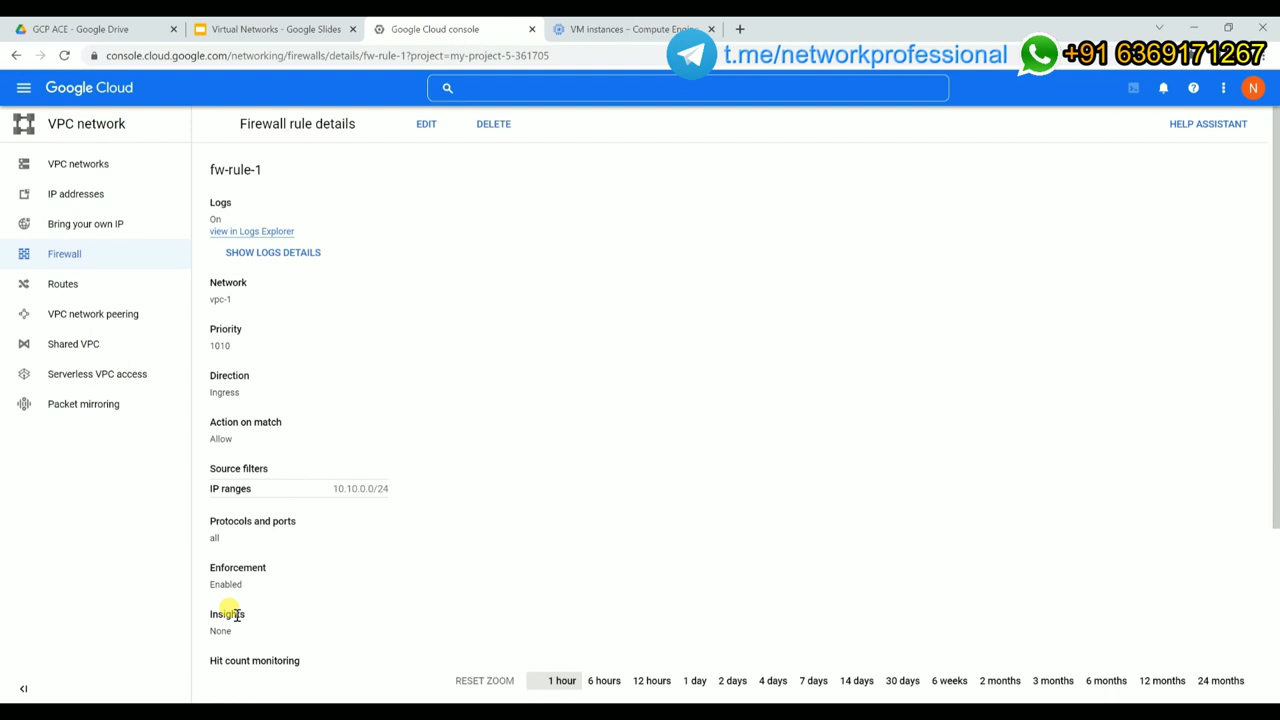 GCP ACE - Google Drive
Virtual Networks - Google Slides
Google Cloud console
VM instances – Compute
console.cloud.google.com/networking/firewalls/details/fw-rule-1?project=my-project-5-361705
t.me/networkprofessional
+91 6369171267
Google Cloud
N
VPC network
Firewall rule details
EDIT
DELETE
HELP ASSISTANT
VPC networks
IP addresses
Bring your own IP
Firewall
Routes
VPC network peering
Shared VPC
Serverless VPC access
Packet mirroring
fw-rule-1
Logs
On
view in Logs Explorer
SHOW LOGS DETAILS
Network
vpc-1
Priority
1010
Direction
Ingress
Action on match
Allow
Source filters
IP ranges 10.10.0.0/24
Protocols and ports
all
Enforcement
Enabled
Insights
None
Hit count monitoring
RESET ZOOM 1 hour 6 hours 12 hours 1 day 2 days 4 days 7 days 14 days 30 days 6 weeks 2 months 3 months 6 months 12 months 24 months